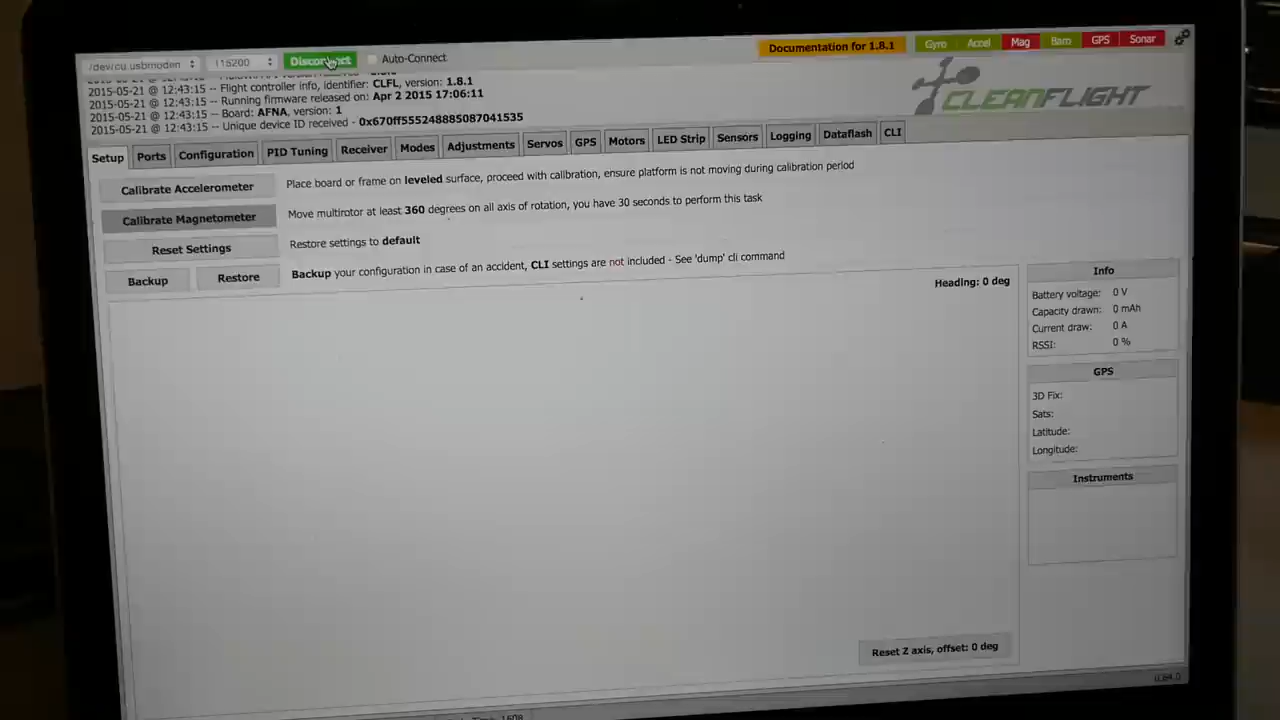 /dev/cu.usbmoden 115200 Disconnect Auto-Connect Documentation for 1.8.1 Gyro Accel Mag Baro GPS Sonar
2015-05-21 @ 12:43:15 -- Flight controller info, identifier: CLFL, version: 1.8.1
2015-05-21 @ 12:43:15 -- Running firmware released on: Apr 2 2015 17:06:11
2015-05-21 @ 12:43:15 -- Board: AFNA, version: 1
2015-05-21 @ 12:43:15 -- Unique device ID received - 0x670ff555248885087041535
CLEANFLIGHT
Setup Ports Configuration PID Tuning Receiver Modes Adjustments Servos GPS Motors LED Strip Sensors Logging Dataflash CLI
Calibrate Accelerometer Place board or frame on leveled surface, proceed with calibration, ensure platform is not moving during calibration period
Calibrate Magnetometer Move multirotor at least 360 degrees on all axis of rotation, you have 30 seconds to perform this task
Reset Settings Restore settings to default
Backup Restore Backup your configuration in case of an accident, CLI settings are not included - See 'dump' cli command
Heading: 0 deg
Info
Battery voltage: 0 V
Capacity drawn: 0 mAh
Current draw: 0 A
RSSI: 0 %
GPS
3D Fix:
Sats:
Latitude:
Longitude:
Instruments
Reset Z axis, offset: 0 deg
0.64.0